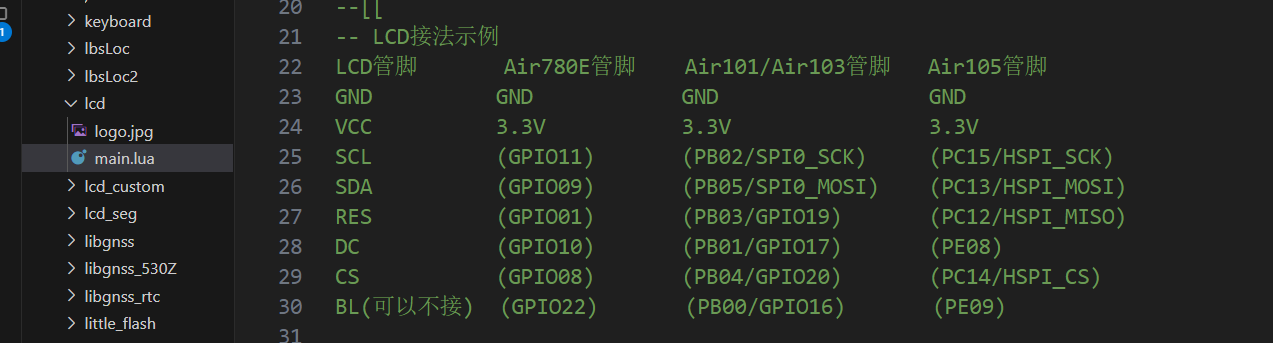 1
keyboard
lbsLoc
lbsLoc2
lcd
logo.jpg
main.lua
lcd_custom
lcd_seg
libgnss
libgnss_530Z
libgnss_rtc
little_flash
20 --[[
21 -- LCD接法示例
22 LCD管脚 Air780E管脚 Air101/Air103管脚 Air105管脚
23 GND GND GND GND
24 VCC 3.3V 3.3V 3.3V
25 SCL (GPIO11) (PB02/SPI0_SCK) (PC15/HSPI_SCK)
26 SDA (GPIO09) (PB05/SPI0_MOSI) (PC13/HSPI_MOSI)
27 RES (GPIO01) (PB03/GPIO19) (PC12/HSPI_MISO)
28 DC (GPIO10) (PB01/GPIO17) (PE08)
29 CS (GPIO08) (PB04/GPIO20) (PC14/HSPI_CS)
30 BL(可以不接) (GPIO22) (PB00/GPIO16) (PE09)
31